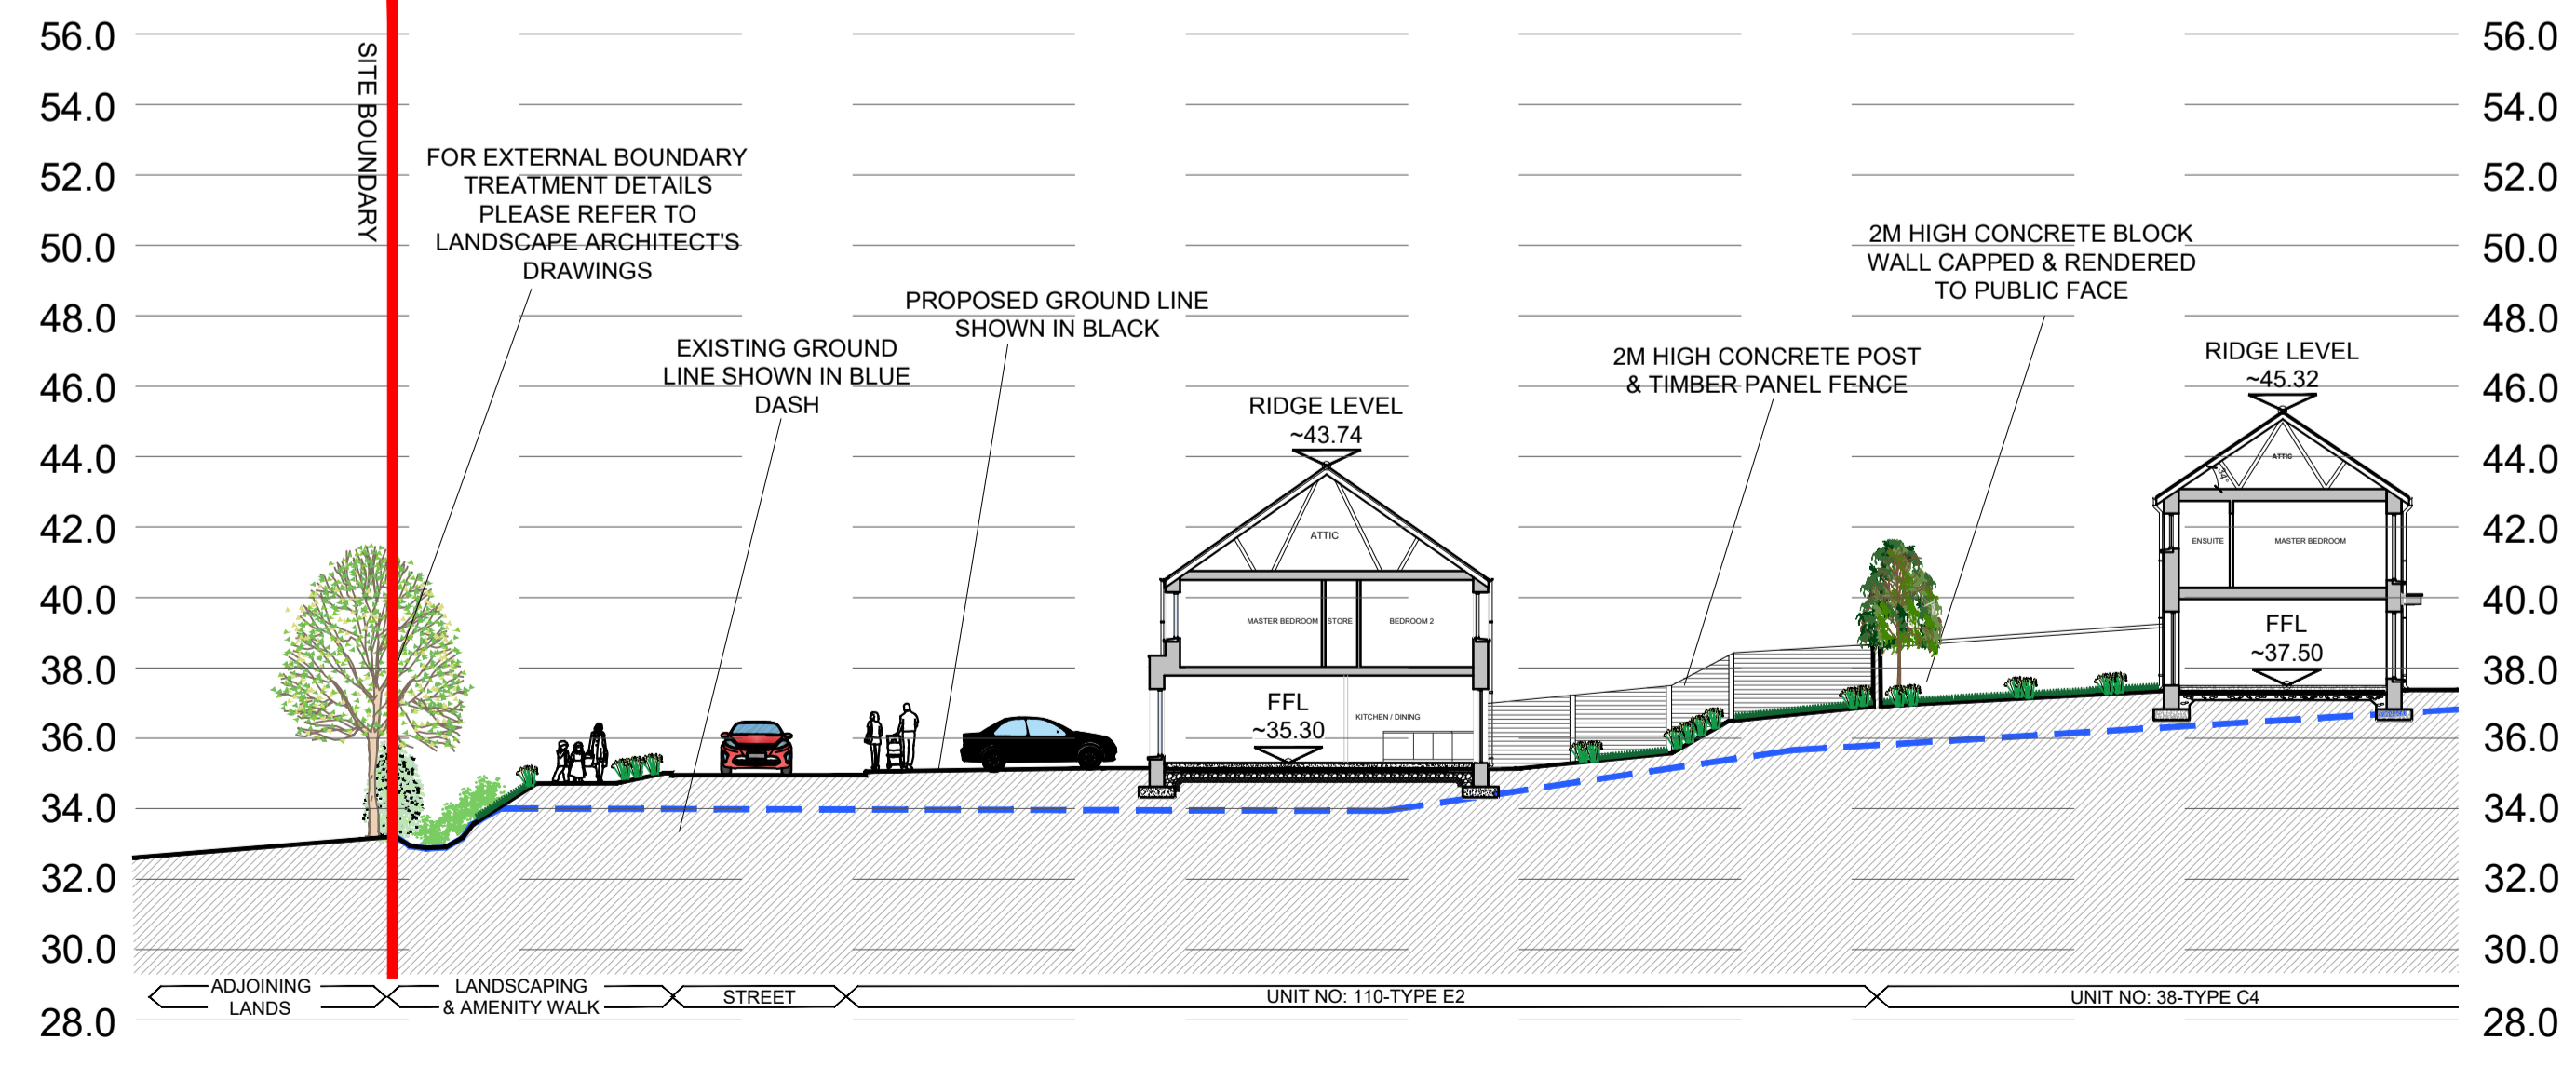 56.0
54.0
52.0
50.0
48.0
46.0
44.0
42.0
40.0
38.0
36.0
34.0
32.0
30.0
28.0
SITE BOUNDARY
FOR EXTERNAL BOUNDARY
TREATMENT DETAILS
PLEASE REFER TO
LANDSCAPE ARCHITECT'S
DRAWINGS
EXISTING GROUND
LINE SHOWN IN BLUE
DASH
PROPOSED GROUND LINE
SHOWN IN BLACK
RIDGE LEVEL
~43.74
ATTIC
MASTER BEDROOM
STORE
BEDROOM 2
FFL
~35.30
KITCHEN / DINING
2M HIGH CONCRETE POST
& TIMBER PANEL FENCE
2M HIGH CONCRETE BLOCK
WALL CAPPED & RENDERED
TO PUBLIC FACE
RIDGE LEVEL
~45.32
ATTIC
34°
ENSUITE
MASTER BEDROOM
FFL
~37.50
56.0
54.0
52.0
50.0
48.0
46.0
44.0
42.0
40.0
38.0
36.0
34.0
32.0
30.0
28.0
ADJOINING
LANDS
LANDSCAPING
& AMENITY WALK
STREET
UNIT NO: 110-TYPE E2
UNIT NO: 38-TYPE C4